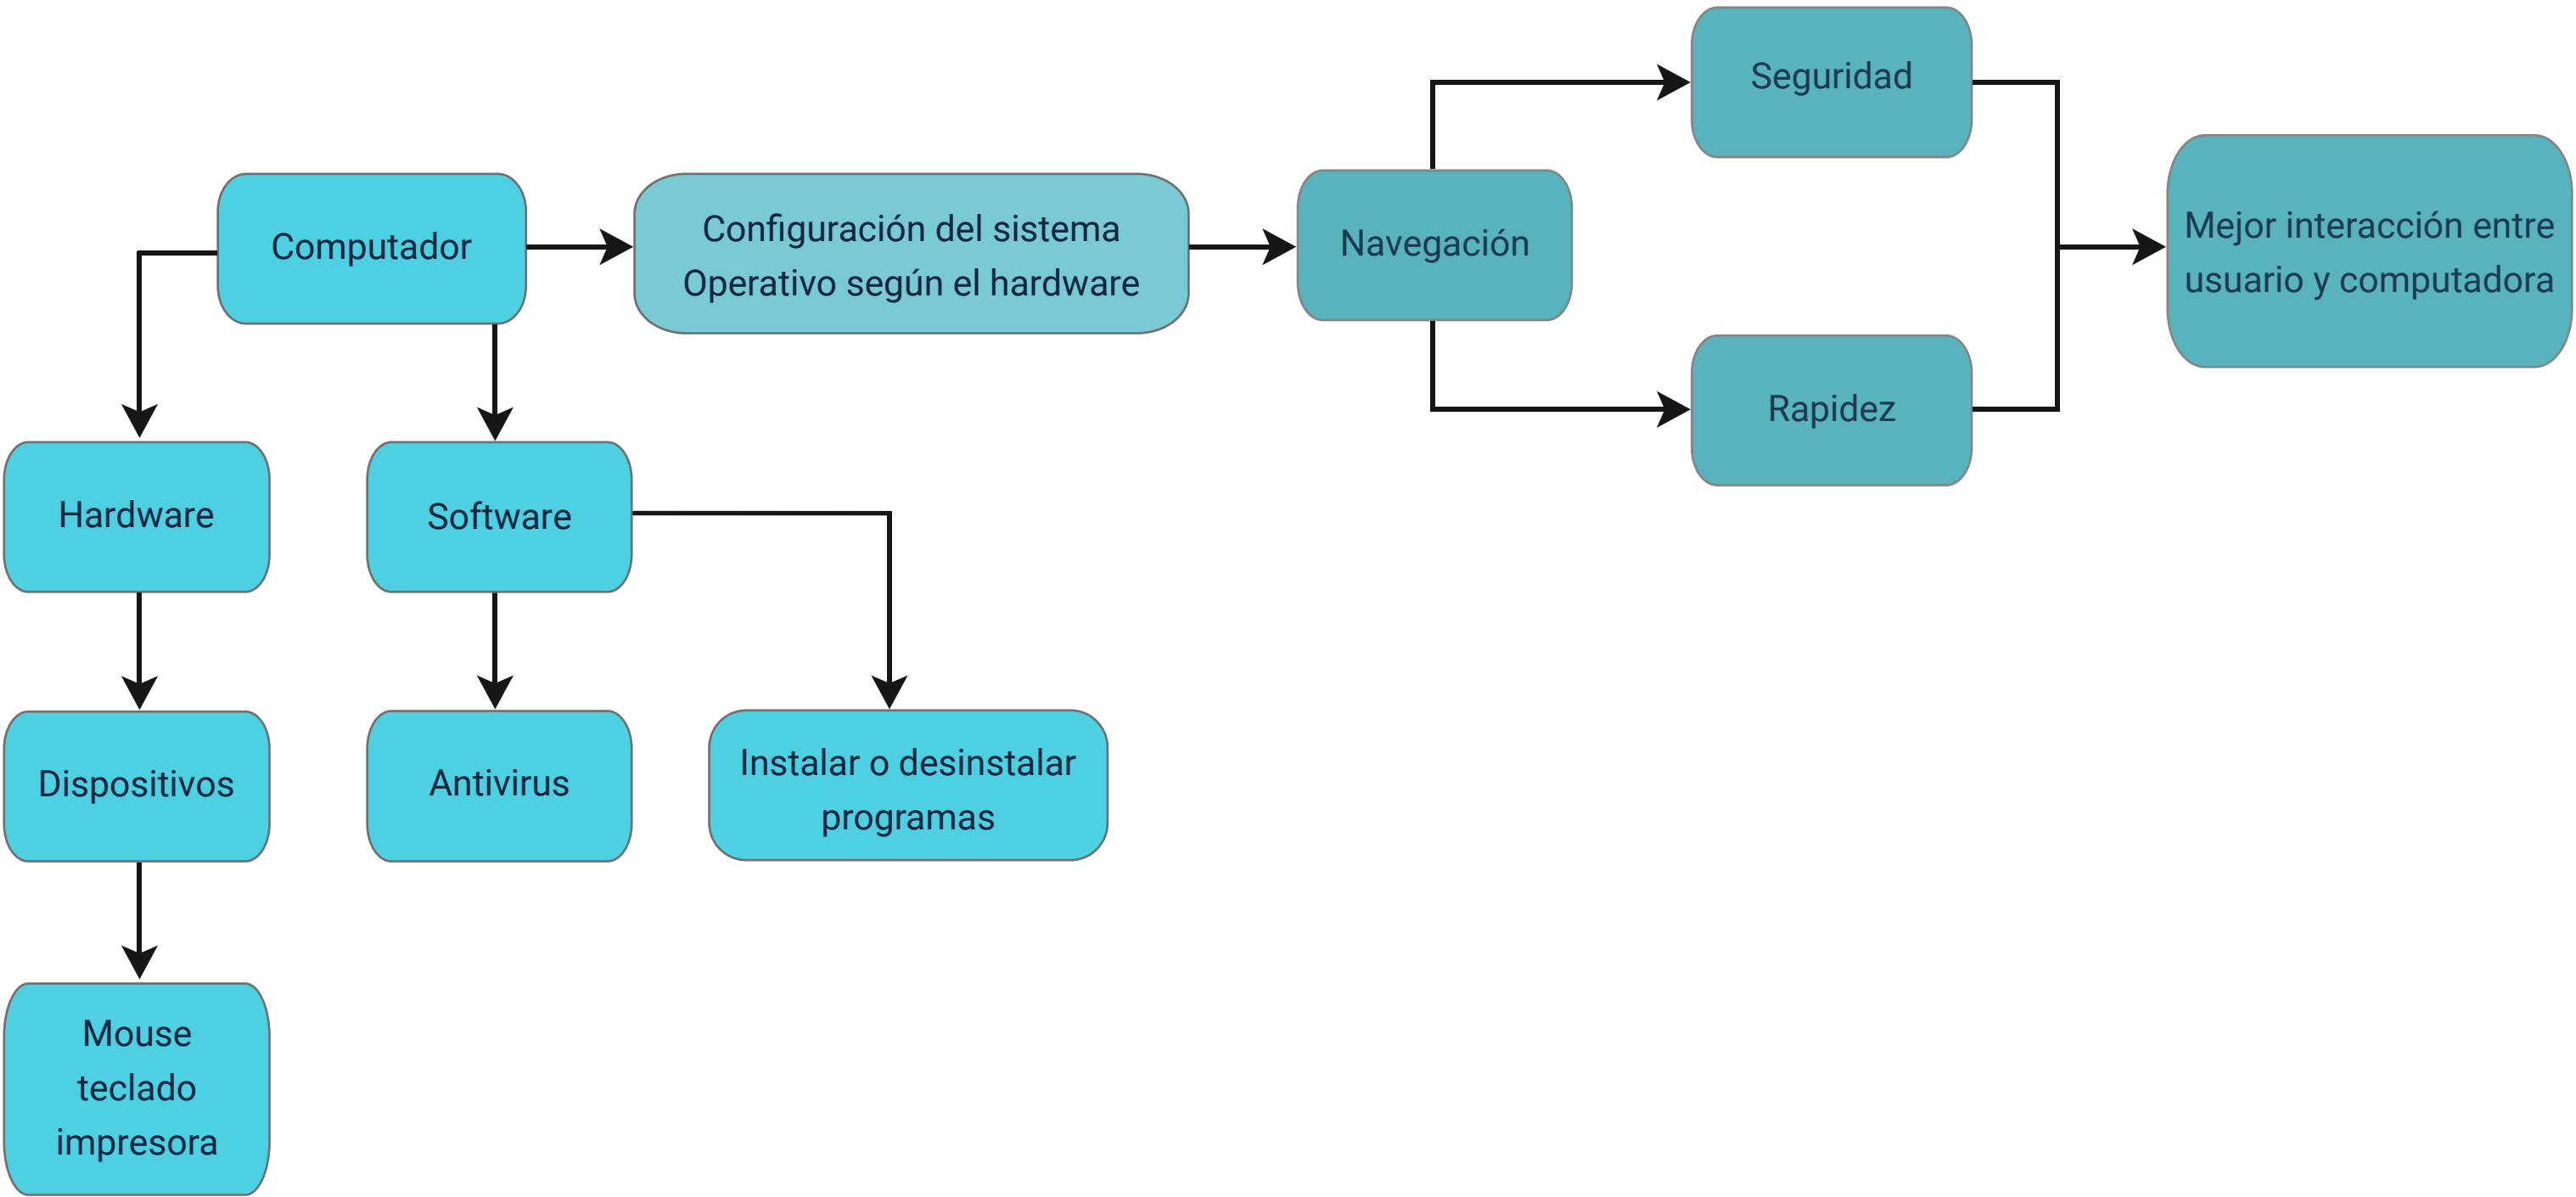 Seguridad
Computador
Configuración del sistema
Operativo según el hardware
Navegación
Mejor interacción entre
usuario y computadora
Rapidez
Hardware
Software
Dispositivos
Antivirus
Instalar o desinstalar
programas
Mouse
teclado
impresora